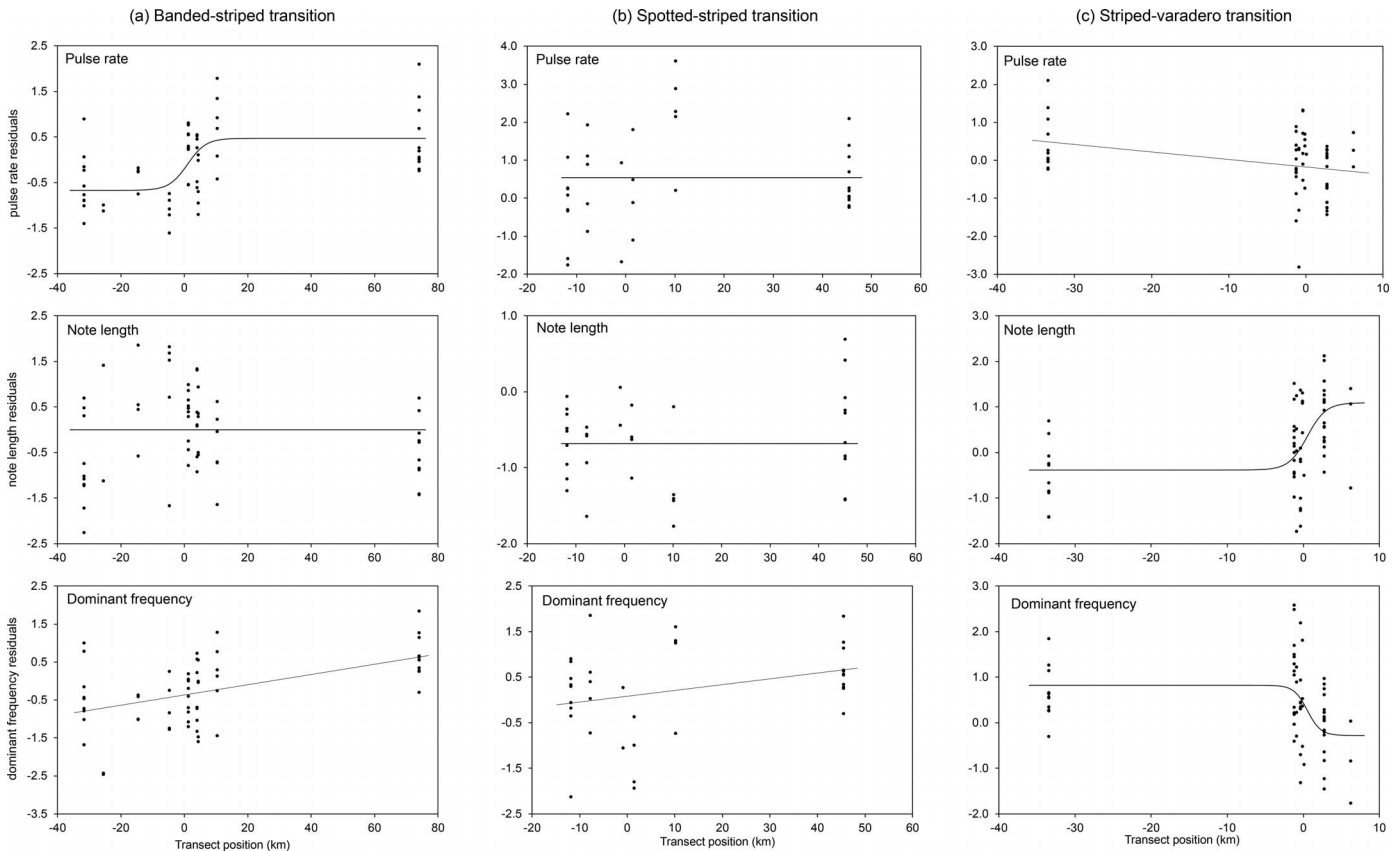 (a) Banded-striped transition
(b) Spotted-striped transition
(c) Striped-varadero transition
Pulse rate
pulse rate residuals
2.5
1.5
0.5
-0.5
-1.5
-2.5
-40 -20 0 20 40 60 80
Pulse rate
4.0
3.0
2.0
1.0
0.0
-1.0
-2.0
-20 -10 0 10 20 30 40 50 60
Pulse rate
3.0
2.0
1.0
0.0
-1.0
-2.0
-3.0
-40 -30 -20 -10 0 10
Note length
note length residuals
2.5
1.5
0.5
-0.5
-1.5
-2.5
-40 -20 0 20 40 60 80
Note length
1.0
0.0
-1.0
-2.0
-20 -10 0 10 20 30 40 50 60
Note length
3.0
2.0
1.0
0.0
-1.0
-2.0
-40 -30 -20 -10 0 10
Dominant frequency
dominant frequency residuals
2.5
1.5
0.5
-0.5
-1.5
-2.5
-3.5
-40 -20 0 20 40 60 80
Transect position (km)
Dominant frequency
2.5
1.5
0.5
-0.5
-1.5
-2.5
-20 -10 0 10 20 30 40 50 60
Transect position (km)
Dominant frequency
3.0
2.0
1.0
0.0
-1.0
-2.0
-40 -30 -20 -10 0 10
Transect position (km)